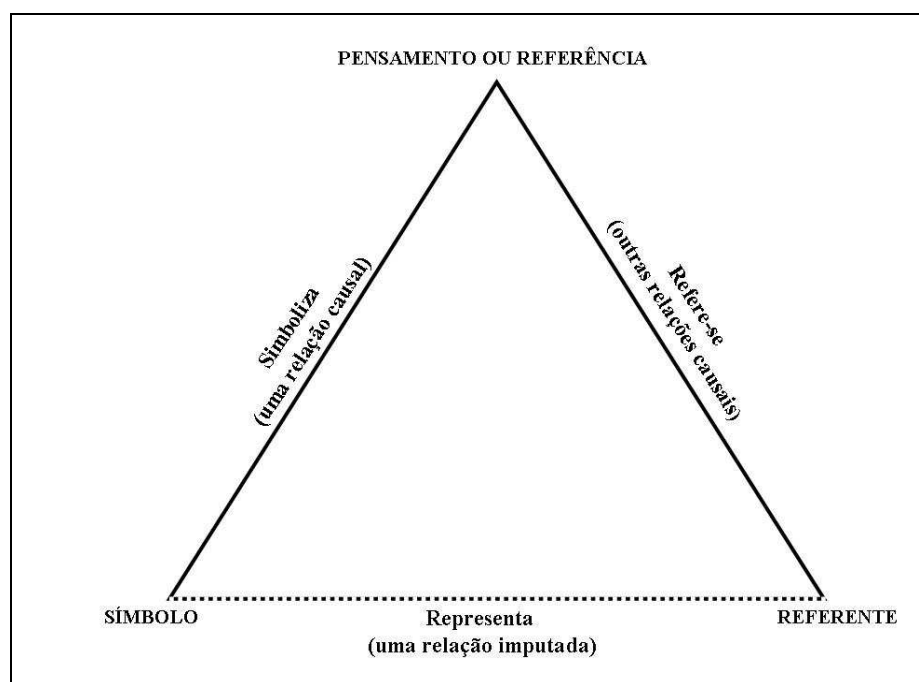 PENSAMENTO OU REFERÊNCIA
Simboliza
(uma relação causal)
Refere-se
(outras relações causais)
SÍMBOLO
Representa
(uma relação imputada)
REFERENTE